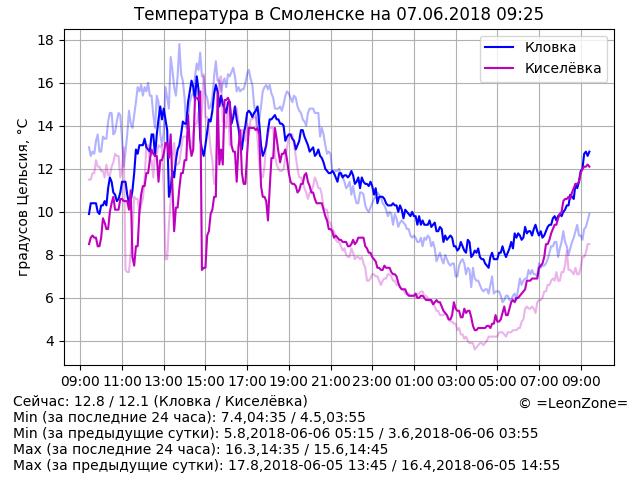 Температура в Смоленске на 07.06.2018 09:25
Кловка
Киселёвка
градусов Цельсия, °C
18
16
14
12
10
8
6
4
09:00 11:00 13:00 15:00 17:00 19:00 21:00 23:00 01:00 03:00 05:00 07:00 09:00
Сейчас: 12.8 / 12.1 (Кловка / Киселёвка)
© =LeonZone=
Min (за последние 24 часа): 7.4,04:35 / 4.5,03:55
Min (за предыдущие сутки): 5.8,2018-06-06 05:15 / 3.6,2018-06-06 03:55
Max (за последние 24 часа): 16.3,14:35 / 15.6,14:45
Max (за предыдущие сутки): 17.8,2018-06-05 13:45 / 16.4,2018-06-05 14:55